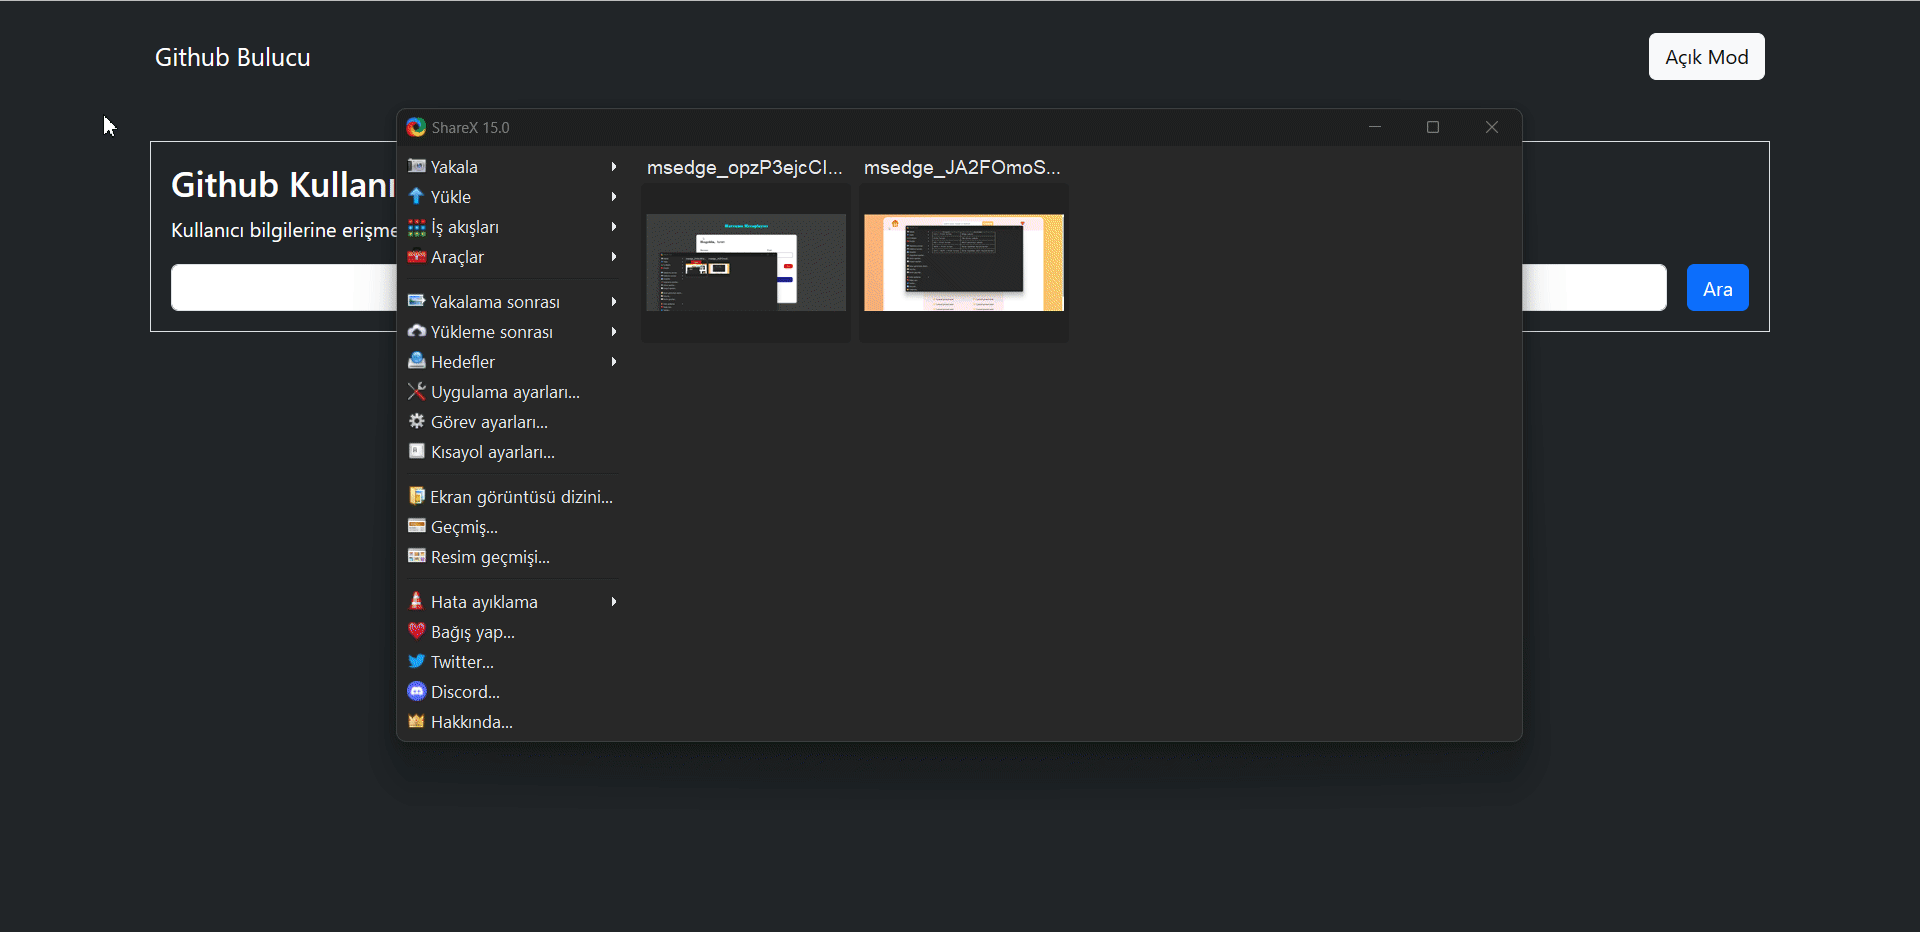 Github Bulucu
Açık Mod
ShareX 15.0
Github Kullanı
Kullanıcı bilgilerine erişme
Ara
Yakala
Yükle
İş akışları
Araçlar
Yakalama sonrası
Yükleme sonrası
Hedefler
Uygulama ayarları...
Görev ayarları...
Kısayol ayarları...
Ekran görüntüsü dizini...
Geçmiş...
Resim geçmişi...
Hata ayıklama
Bağış yap...
Twitter...
Discord...
Hakkında...
msedge_opzP3ejcCI...
msedge_JA2FOmoS...